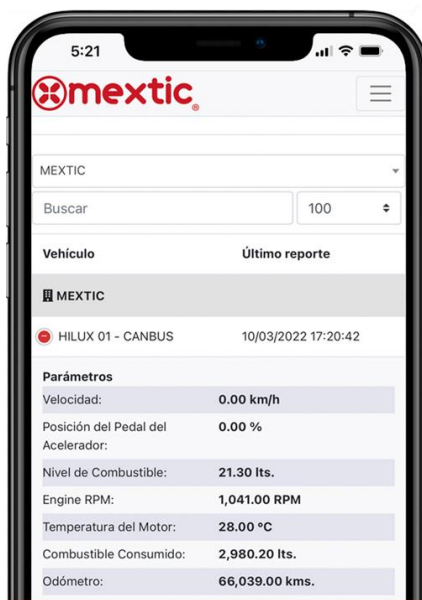 5:21
mextic®
MEXTIC
Buscar 100
Vehículo Último reporte
MEXTIC
HILUX 01 - CANBUS 10/03/2022 17:20:42
Parámetros
Velocidad: 0.00 km/h
Posición del Pedal del 0.00 %
Acelerador:
Nivel de Combustible: 21.30 lts.
Engine RPM: 1,041.00 RPM
Temperatura del Motor: 28.00 °C
Combustible Consumido: 2,980.20 lts.
Odómetro: 66,039.00 kms.